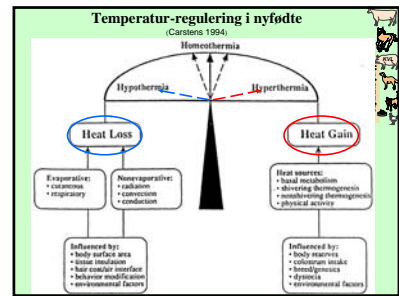 Temperatur-regulering i nyfødte
(Carstens 1994)
Homeothermia
Hypothermia
Hyperthermia
Heat Loss
Heat Gain
Evaporative:
• cutaneous
• respiratory
Nonevaporative:
• radiation
• convection
• conduction
Heat sources:
• basal metabolism
• shivering thermogenesis
• nonshivering thermogenesis
• physical activity
Influenced by:
• body surface area
• tissue insulation
• hair coat/air interface
• behavior modification
• environmental factors
Influenced by:
• body reserves
• colostrum intake
• breed/genetics
• dystocia
• environmental factors
KVL